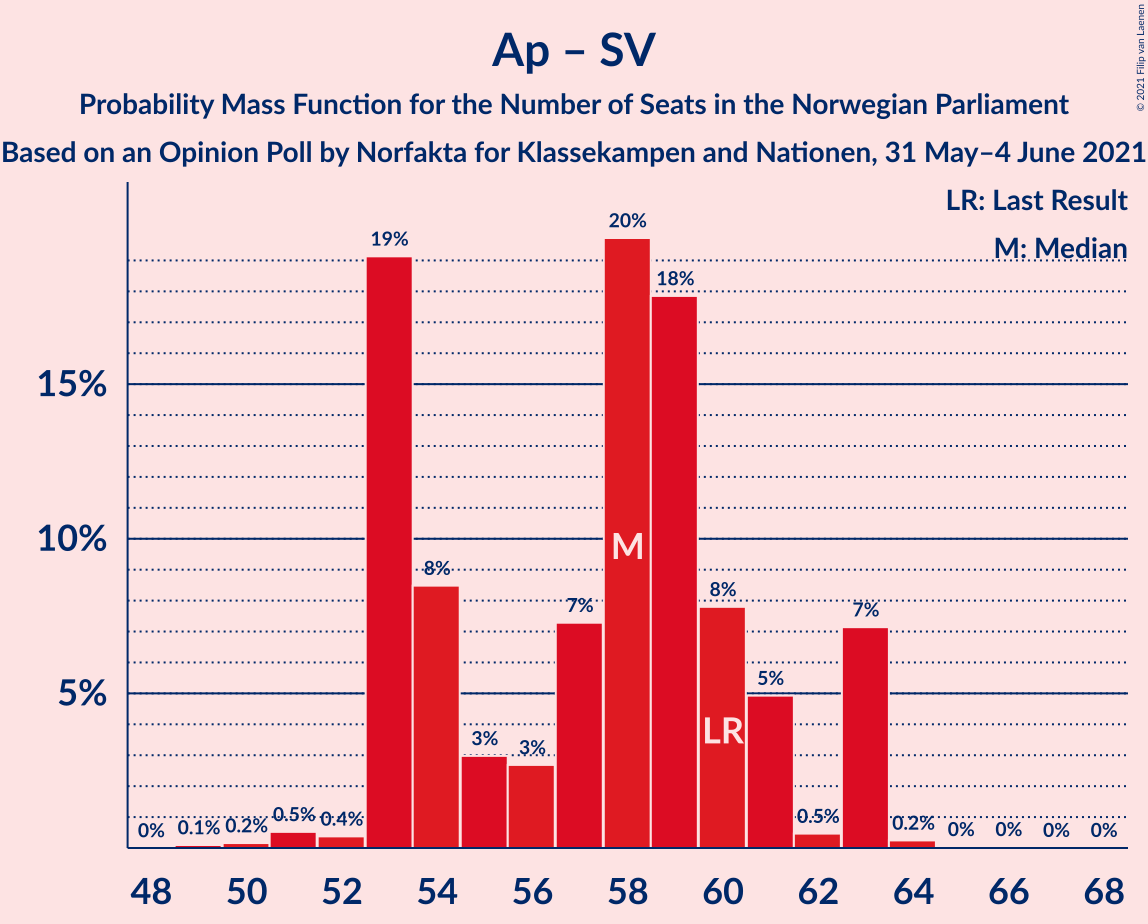 © 2021 Filip van Laenen
Ap – SV
Probability Mass Function for the Number of Seats in the Norwegian Parliament
Based on an Opinion Poll by Norfakta for Klassekampen and Nationen, 31 May–4 June 2021
LR: Last Result
M: Median
15%
10%
5%
0%
0.1%
0.2%
0.5%
0.4%
19%
8%
3%
3%
7%
20%
18%
8%
5%
0.5%
7%
0.2%
0%
0%
0%
0%
M
LR
48 50 52 54 56 58 60 62 64 66 68